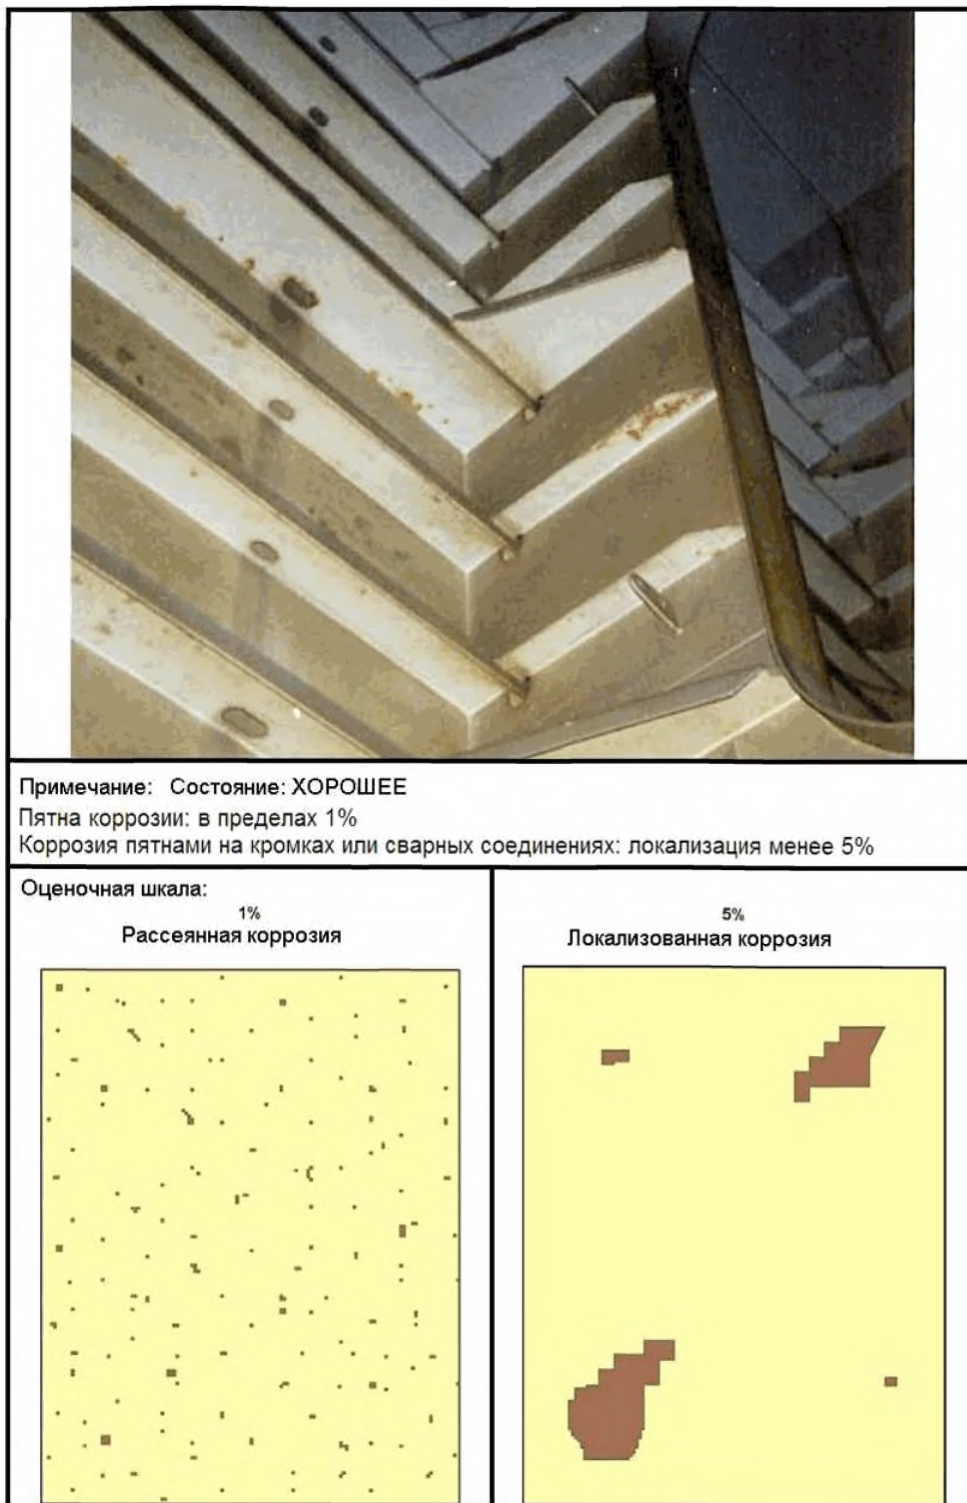 Примечание: Состояние: ХОРОШЕЕ
Пятна коррозии: в пределах 1%
Коррозия пятнами на кромках или сварных соединениях: локализация менее 5%
Оценочная шкала:
1%
Рассеянная коррозия
5%
Локализованная коррозия